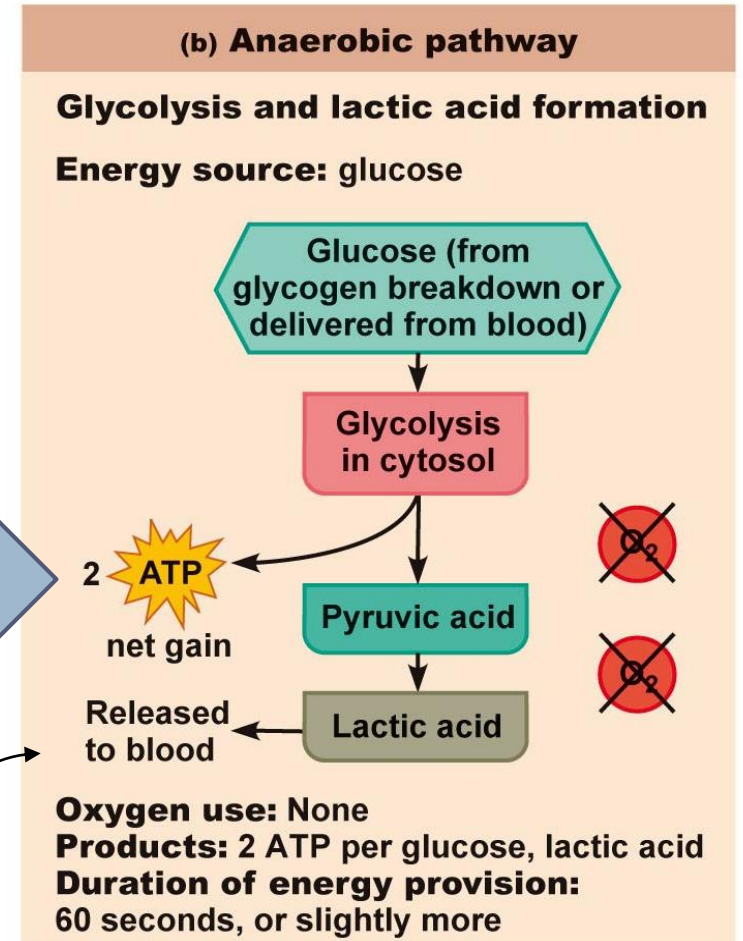 (b) Anaerobic pathway
Glycolysis and lactic acid formation
Energy source: glucose
Glucose (from
glycogen breakdown or
delivered from blood)
Glycolysis
in cytosol
O2
2
ATP
net gain
Pyruvic acid
O2
Released
to blood
Lactic acid
Oxygen use: None
Products: 2 ATP per glucose, lactic acid
Duration of energy provision:
60 seconds, or slightly more